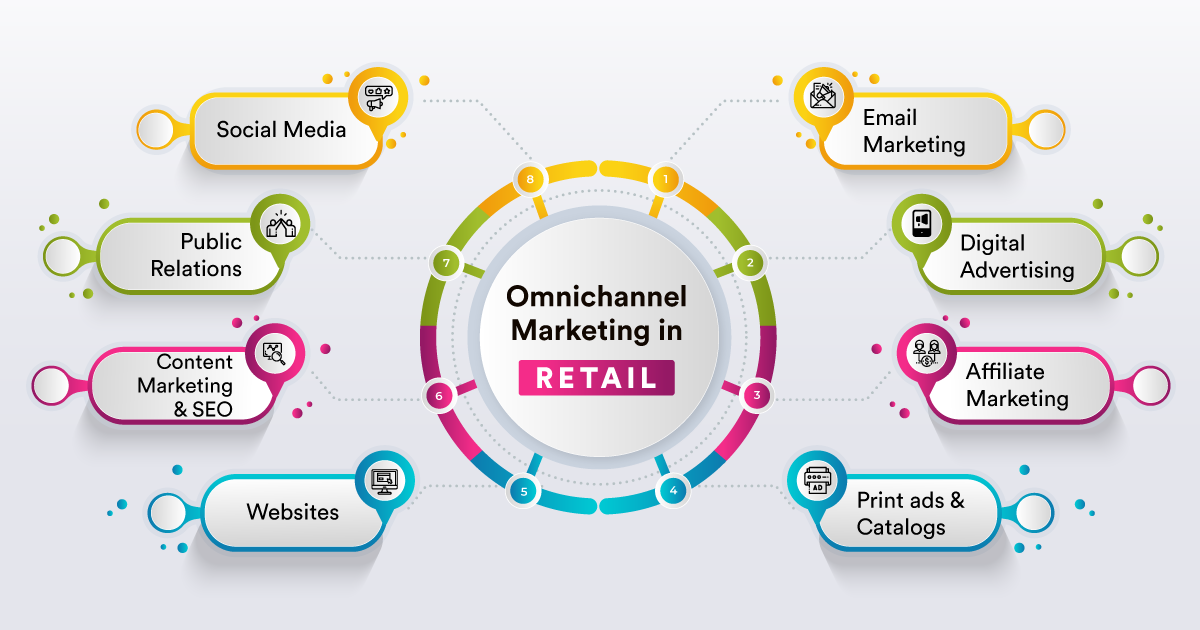 Omnichannel
Marketing in
RETAIL
1
Email
Marketing
2
Digital
Advertising
3
Affiliate
Marketing
4
Print ads &
Catalogs
AD
5
Websites
6
Content
Marketing
& SEO
7
Public
Relations
8
Social Media